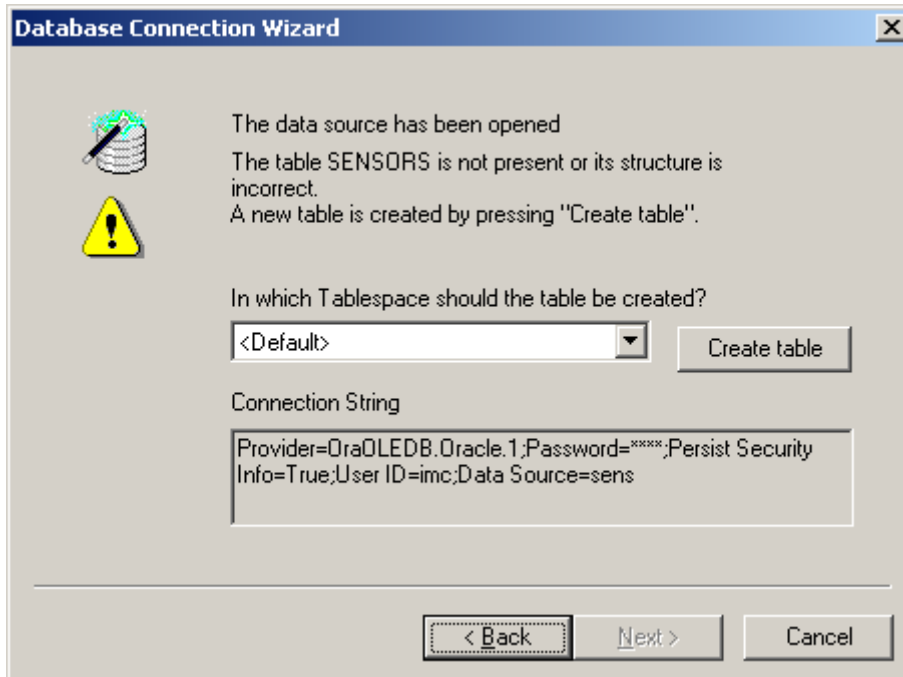 Database Connection Wizard
The data source has been opened
The table SENSORS is not present or its structure is
incorrect.
A new table is created by pressing "Create table".
In which Tablespace should the table be created?
<Default>
Create table
Connection String
Provider=OraOLEDB.Oracle.1;Password=****;Persist Security
Info=True;User ID=imc;Data Source=sens
< Back
Next >
Cancel